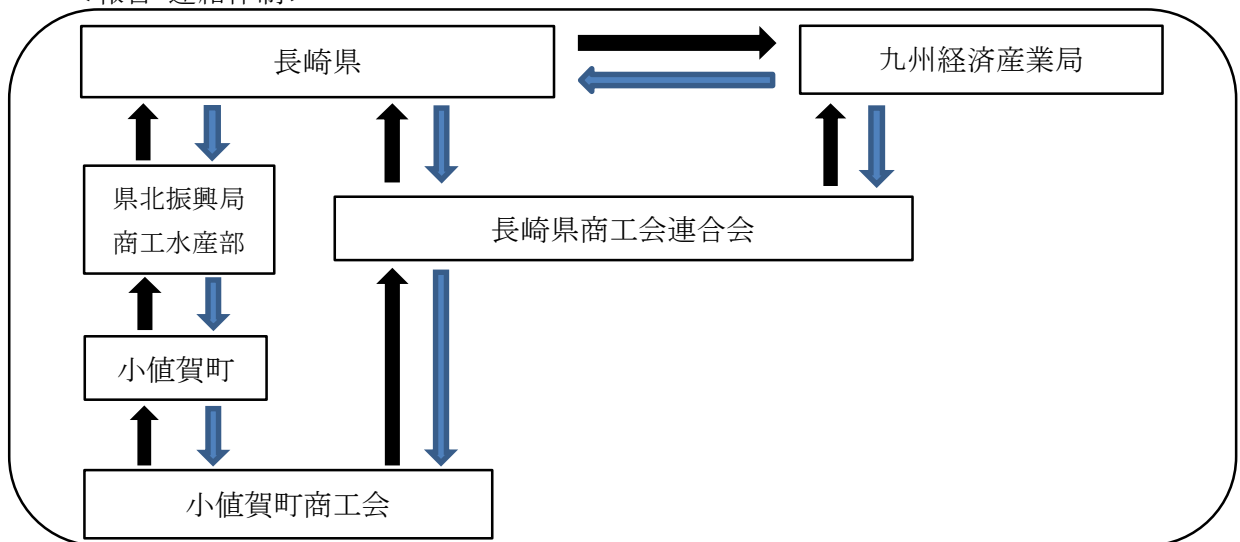 長崎県
九州経済産業局
県北振興局
商工水産部
長崎県商工会連合会
小値賀町
小値賀町商工会